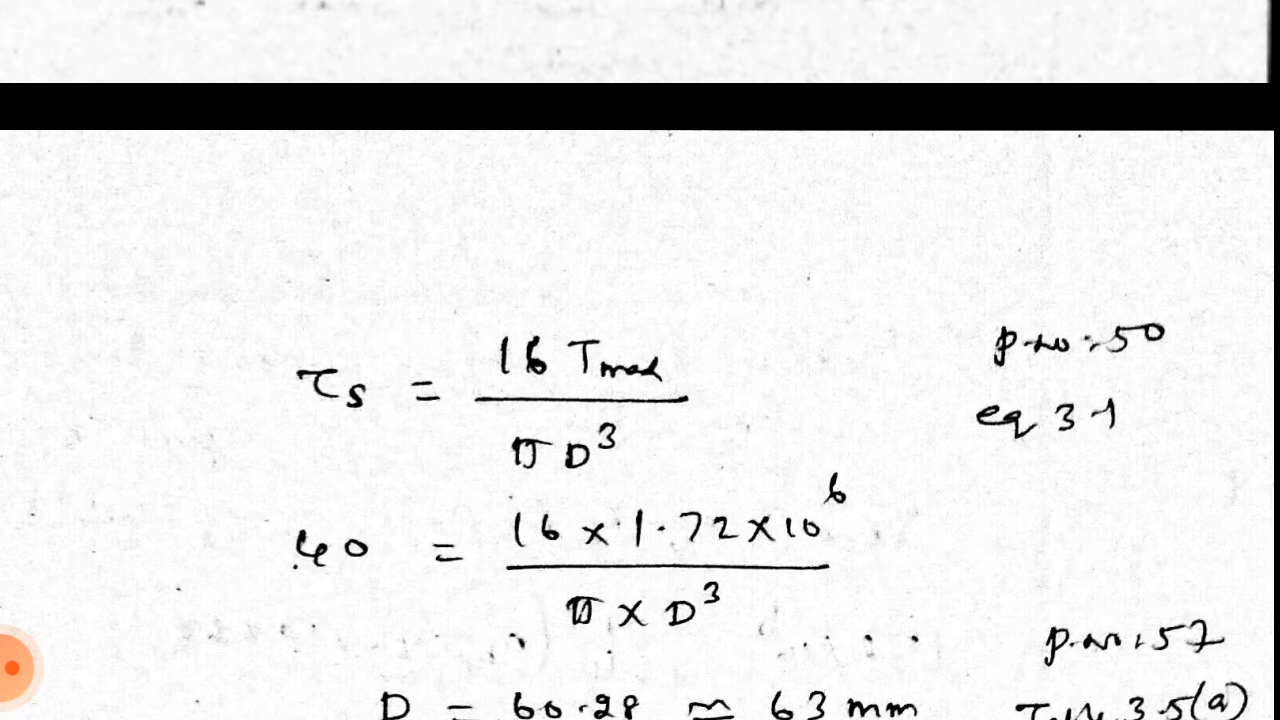 τs = 16 Tmax / π D³
p.no:50
eq 3.1
40 = 16 × 1.72 × 10⁶ / π × D³
p.no:57
D = 60.28 ≃ 63 mm
3.5(a)